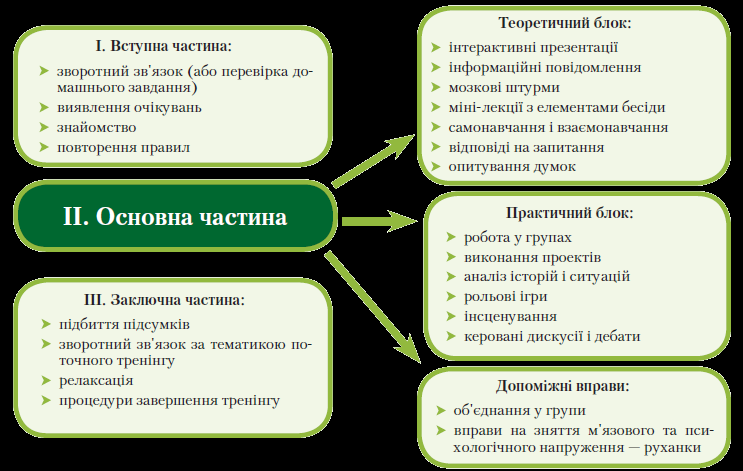 І. Вступна частина:
зворотний зв'язок (або перевірка до-
машнього завдання)
виявлення очікувань
знайомство
повторення правил
ІІ. Основна частина
ІІІ. Заключна частина:
підбиття підсумків
зворотний зв'язок за тематикою по-
точного тренінгу
релаксація
процедури завершення тренінгу
Теоретичний блок:
інтерактивні презентації
інформаційні повідомлення
мозкові штурми
міні-лекції з елементами бесіди
самонавчання і взаємонавчання
відповіді на запитання
опитування думок
Практичний блок:
робота у групах
виконання проектів
аналіз історій і ситуацій
рольові ігри
інсценування
керовані дискусії і дебати
Допоміжні вправи:
об'єднання у групи
вправи на зняття м'язового та пси-
хологічного напруження — руханки